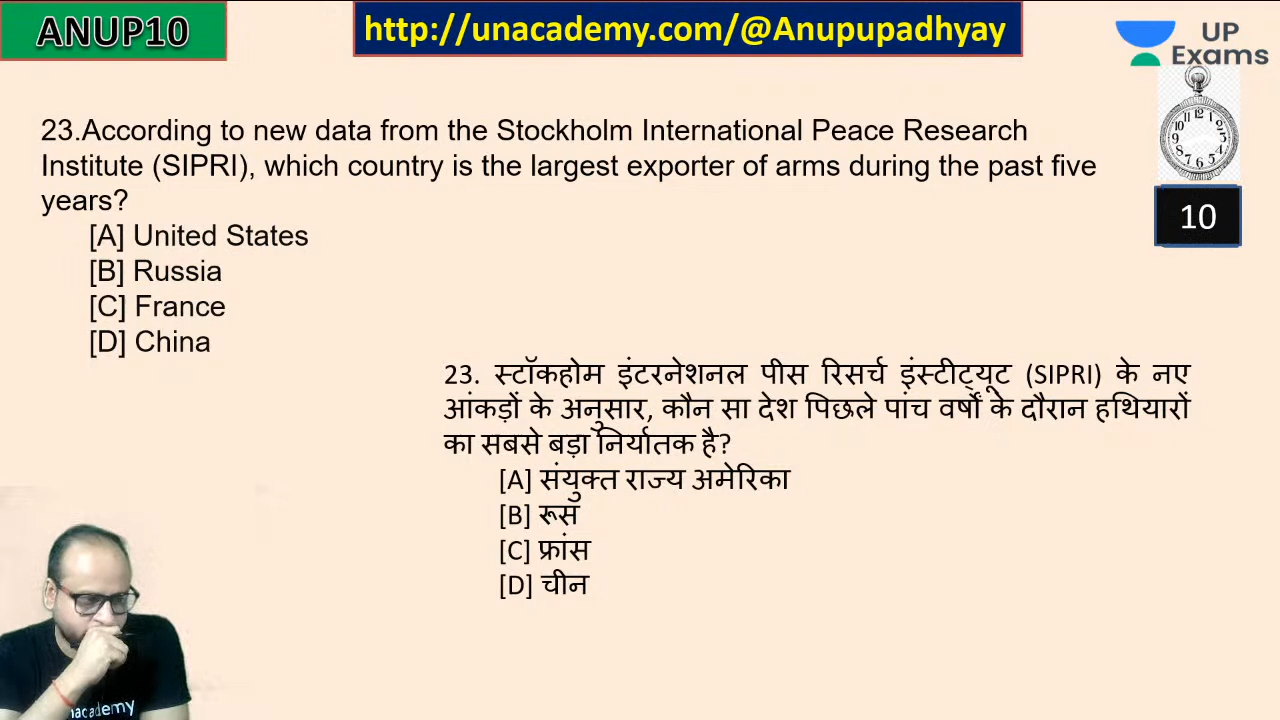 ANUP10
http://unacademy.com/@Anupupadhyay
UP
Exams
10
23.According to new data from the Stockholm International Peace Research
Institute (SIPRI), which country is the largest exporter of arms during the past five
years?
[A] United States
[B] Russia
[C] France
[D] China
23. स्टॉकहोम इंटरनेशनल पीस रिसर्च इंस्टीट्यूट (SIPRI) के नए
आंकड़ों के अनुसार, कौन सा देश पिछले पांच वर्षों के दौरान हथियारों
का सबसे बड़ा निर्यातक है?
[A] संयुक्त राज्य अमेरिका
[B] रूस
[C] फ्रांस
[D] चीन
unacademy